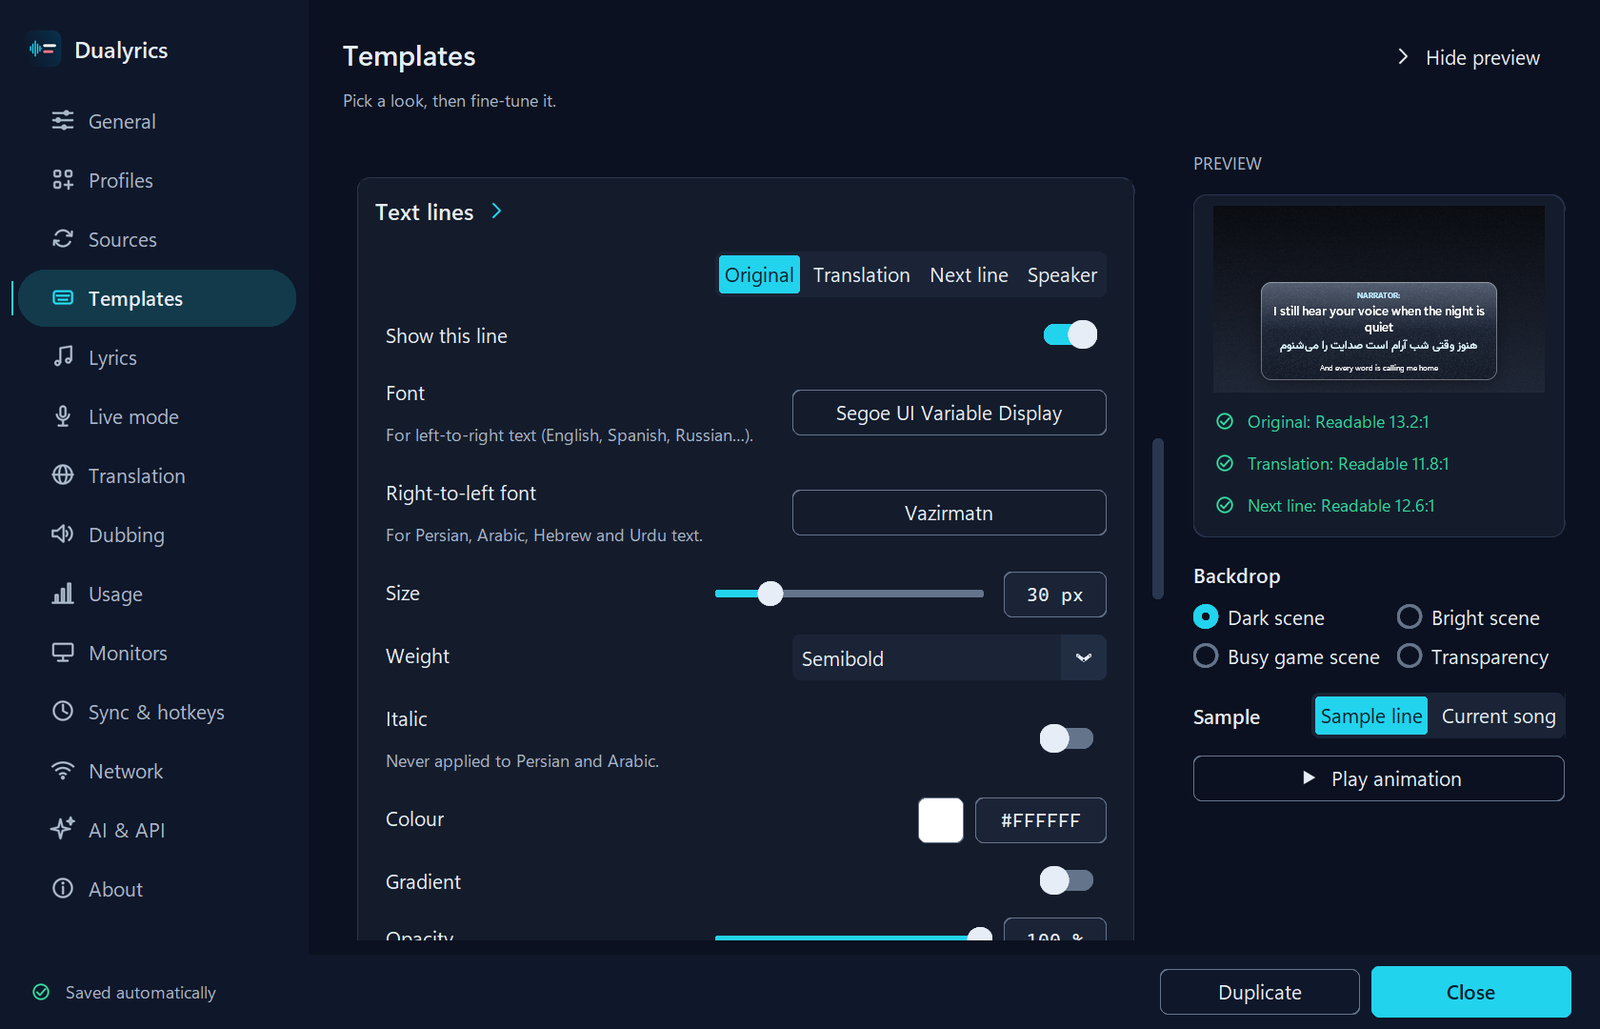 Dualyrics
General
Profiles
Sources
Templates
Lyrics
Live mode
Translation
Dubbing
Usage
Monitors
Sync & hotkeys
Network
AI & API
About
Templates
Pick a look, then fine-tune it.
Hide preview
Text lines
Original Translation Next line Speaker
Show this line
Font
For left-to-right text (English, Spanish, Russian...).
Segoe UI Variable Display
Right-to-left font
For Persian, Arabic, Hebrew and Urdu text.
Vazirmatn
Size
30 px
Weight
Semibold
Italic
Never applied to Persian and Arabic.
Colour
#FFFFFF
Gradient
Opacity
100 %
PREVIEW
NARRATOR:
I still hear your voice when the night is
quiet
هنوز وقتی شب آرام است صدایت را می‌شنوم
And every word is calling me home
Original: Readable 13.2:1
Translation: Readable 11.8:1
Next line: Readable 12.6:1
Backdrop
Dark scene
Bright scene
Busy game scene
Transparency
Sample
Sample line Current song
Play animation
Saved automatically
Duplicate
Close